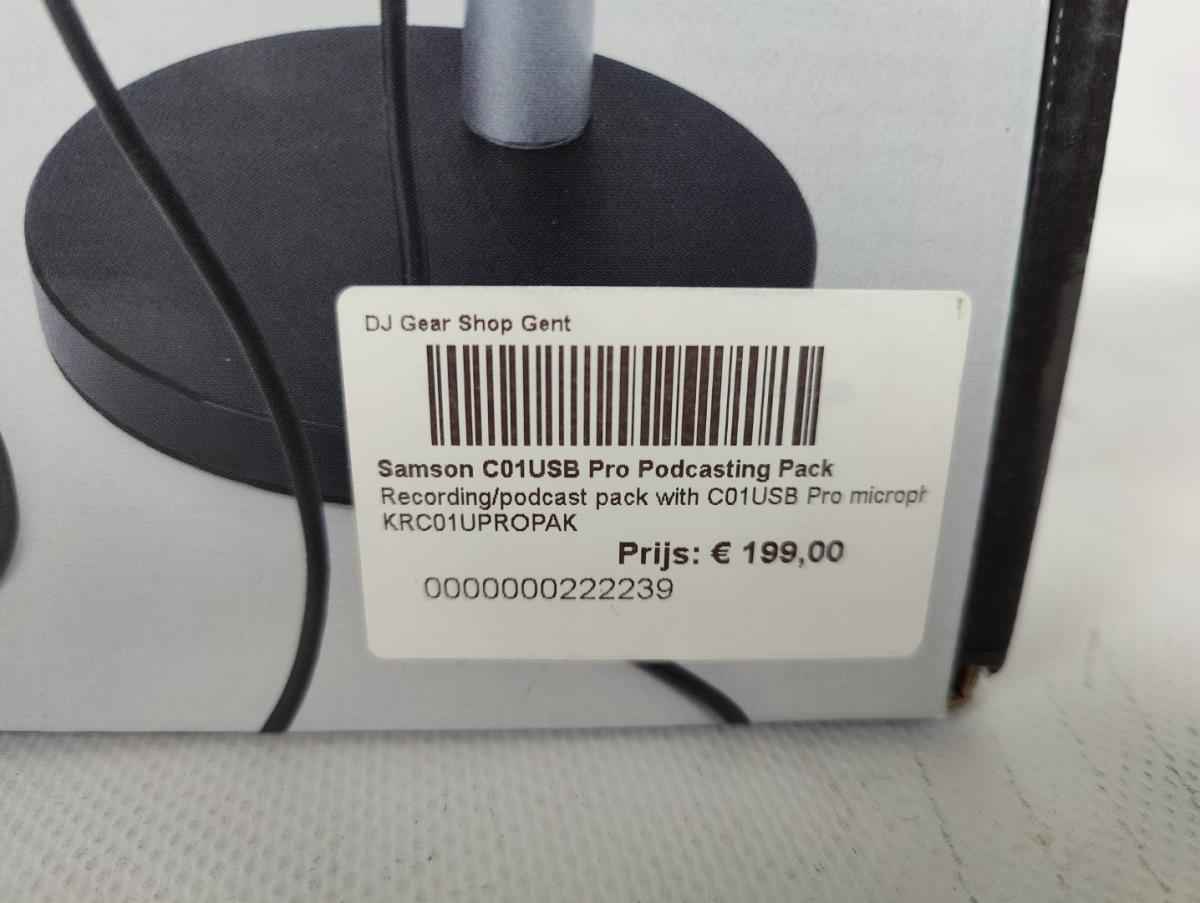 DJ Gear Shop Gent
Samson C01USB Pro Podcasting Pack
Recording/podcast pack with C01USB Pro microph
KRC01UPROPAK
Prijs: € 199,00
0000000222239